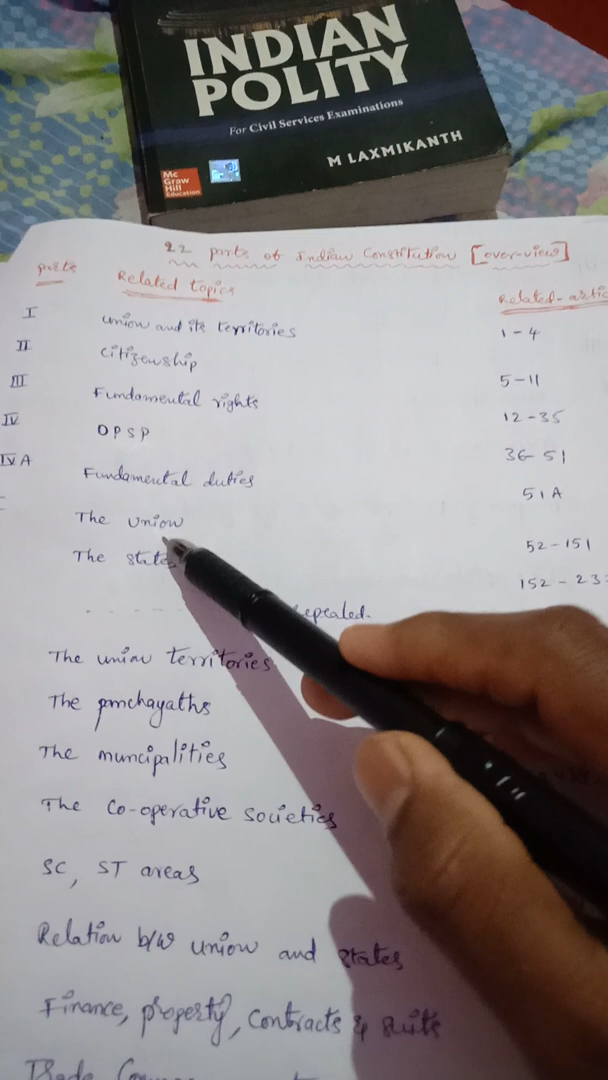 INDIAN
POLITY
For Civil Services Examinations
M LAXMIKANTH
Mc
Graw
Hill
Education
22 parts of Indian Constitution [over-view]
parts Related topics Related-artic
I Union and its territories 1-4
II Citizenship 5-11
III Fundamental rights 12-35
IV DPSP 36-51
IV A Fundamental duties 51A
The Union 52-151
The state 152-23
epealed.
The union territories
The panchayaths
The muncipalities
The Co-operative societies
SC, ST areas
Relation b/w union and states
Finance, property, contracts & suits
Trade